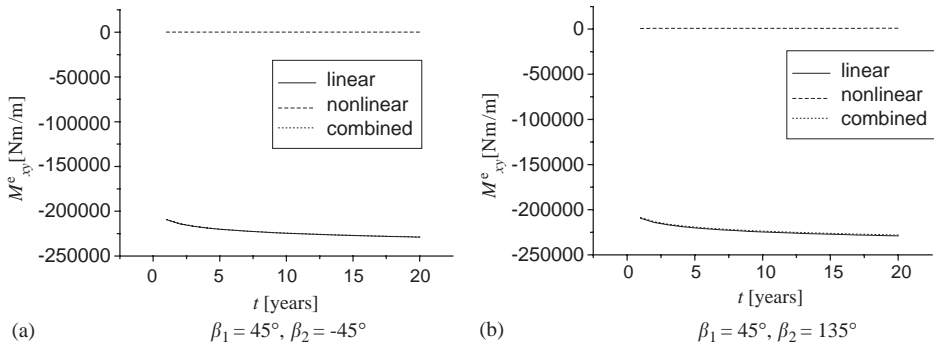 0
-50000
-100000
-150000
-200000
-250000
M^e_xy[Nm/m]
linear
nonlinear
combined
0 5 10 15 20
t [years]
(a) β₁ = 45°, β₂ = -45°
0
-50000
-100000
-150000
-200000
-250000
M^e_xy[Nm/m]
linear
nonlinear
combined
0 5 10 15 20
t [years]
(b) β₁ = 45°, β₂ = 135°